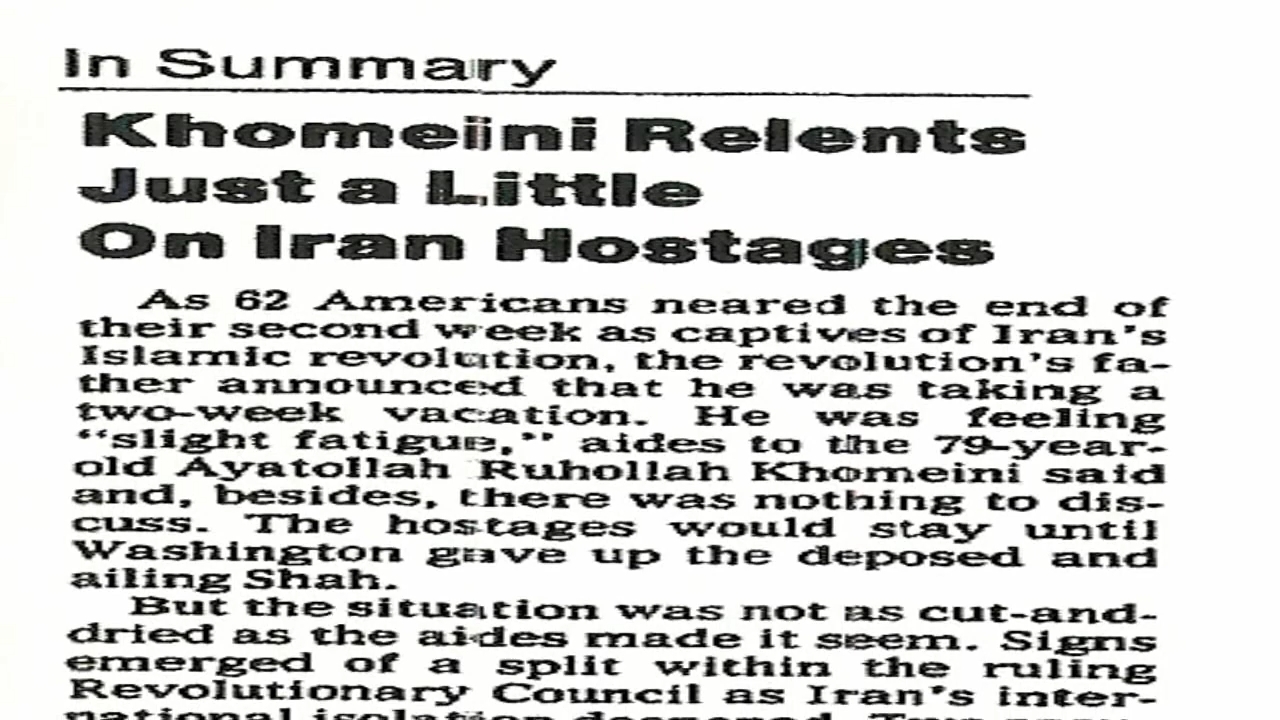 In Summary
Khomeini Relents
Just a Little
On Iran Hostages
As 62 Americans neared the end of
their second week as captives of Iran's
Islamic revolution, the revolution's fa-
ther announced that he was taking a
two-week vacation. He was feeling
“slight fatigue,” aides to the 79-year-
old Ayatollah Ruhollah Khomeini said
and, besides, there was nothing to dis-
cuss. The hostages would stay until
Washington gave up the deposed and
ailing Shah.
But the situation was not as cut-and-
dried as the aides made it seem. Signs
emerged of a split within the ruling
Revolutionary Council as Iran's inter-
national isolation deepened.